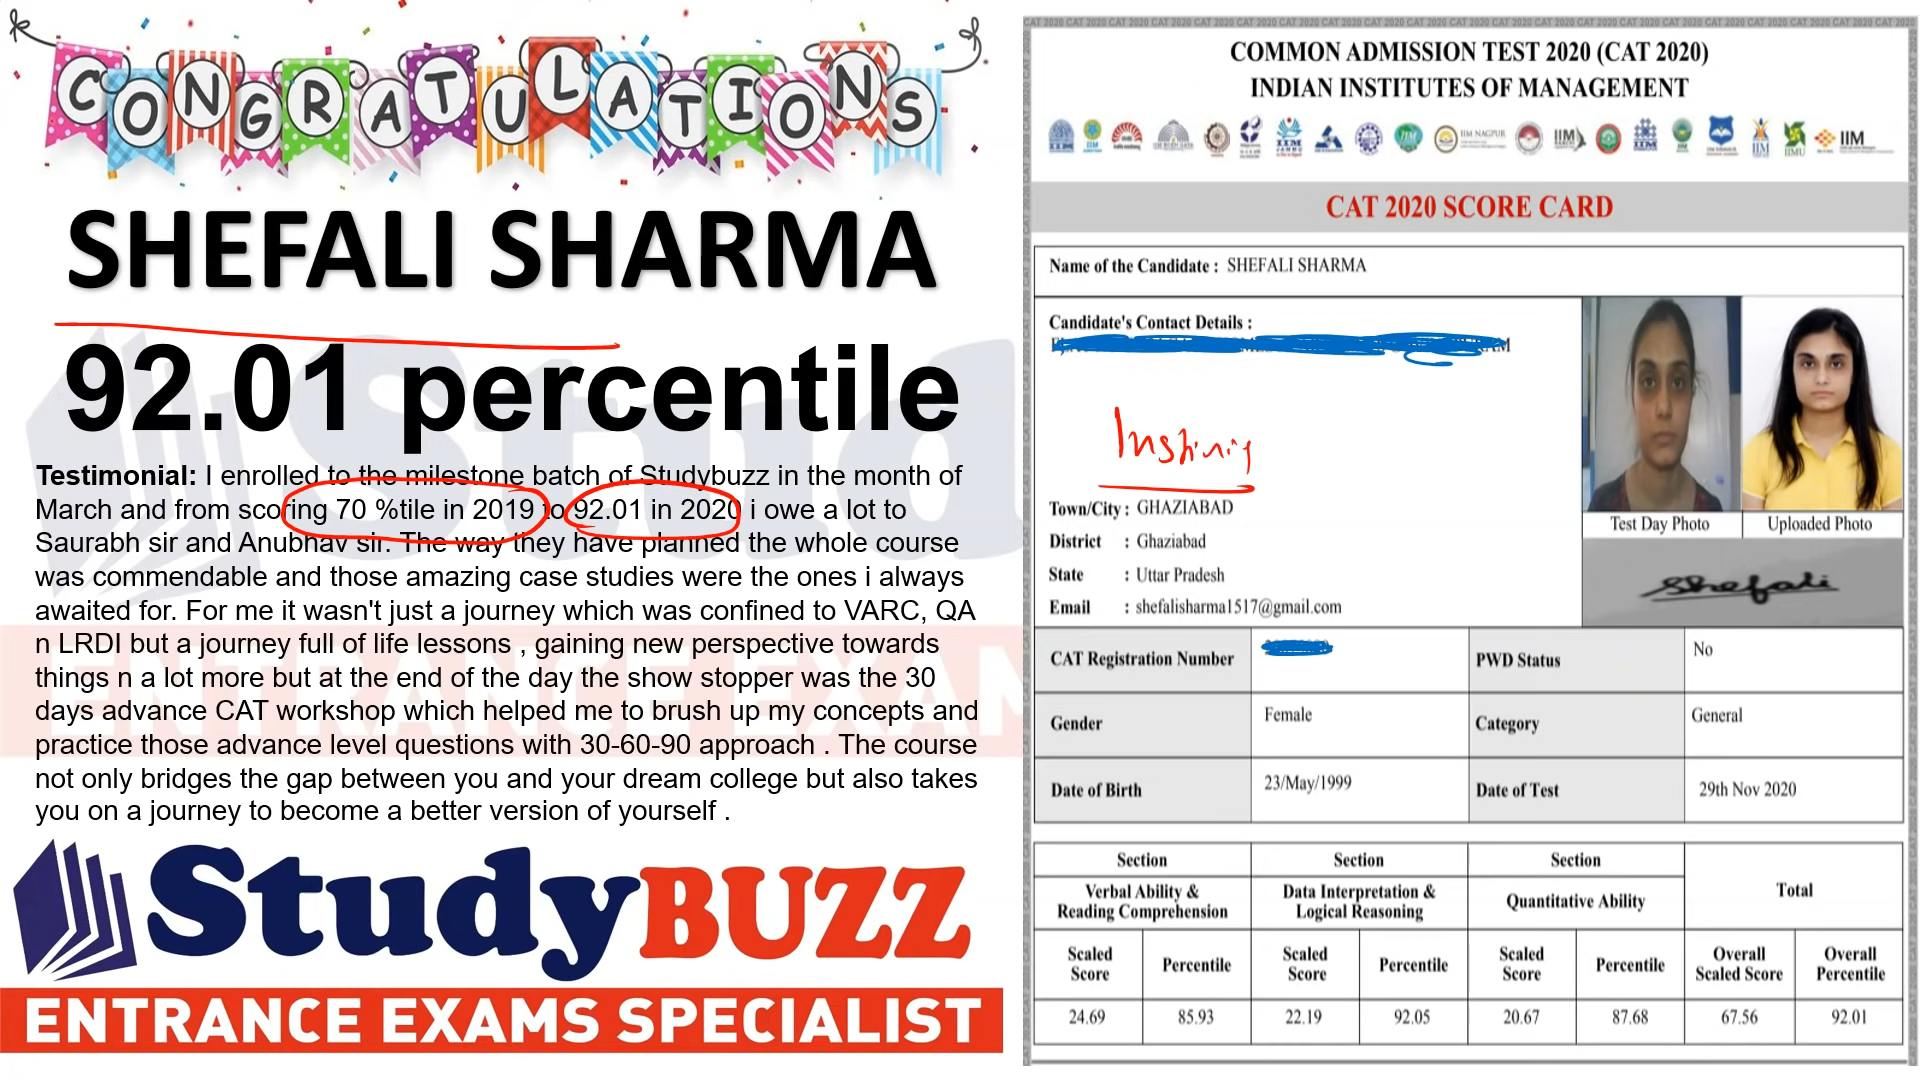 CONGRATULATIONS
SHEFALI SHARMA
92.01 percentile
Testimonial: I enrolled to the milestone batch of Studybuzz in the month of
March and from scoring 70 %tile in 2019 to 92.01 in 2020 i owe a lot to
Saurabh sir and Anubhav sir. The way they have planned the whole course
was commendable and those amazing case studies were the ones i always
awaited for. For me it wasn't just a journey which was confined to VARC, QA
n LRDI but a journey full of life lessons , gaining new perspective towards
things n a lot more but at the end of the day the show stopper was the 30
days advance CAT workshop which helped me to brush up my concepts and
practice those advance level questions with 30-60-90 approach . The course
not only bridges the gap between you and your dream college but also takes
you on a journey to become a better version of yourself .
StudyBUZZ
ENTRANCE EXAMS SPECIALIST
COMMON ADMISSION TEST 2020 (CAT 2020)
INDIAN INSTITUTES OF MANAGEMENT
IIM NAGPUR
IIM
CAT 2020 SCORE CARD
Name of the Candidate : SHEFALI SHARMA
Candidate's Contact Details :
Town/City : GHAZIABAD
District : Ghaziabad
State : Uttar Pradesh
Email : shefalisharma1517@gmail.com
Test Day Photo Uploaded Photo
Shefali
CAT Registration Number PWD Status No
Gender Female Category General
Date of Birth 23/May/1999 Date of Test 29th Nov 2020
Section Section Section Total
Verbal Ability & Reading Comprehension Data Interpretation & Logical Reasoning Quantitative Ability
Scaled Score Percentile Scaled Score Percentile Scaled Score Percentile Overall Scaled Score Overall Percentile
24.69 85.93 22.19 92.05 20.67 87.68 67.56 92.01